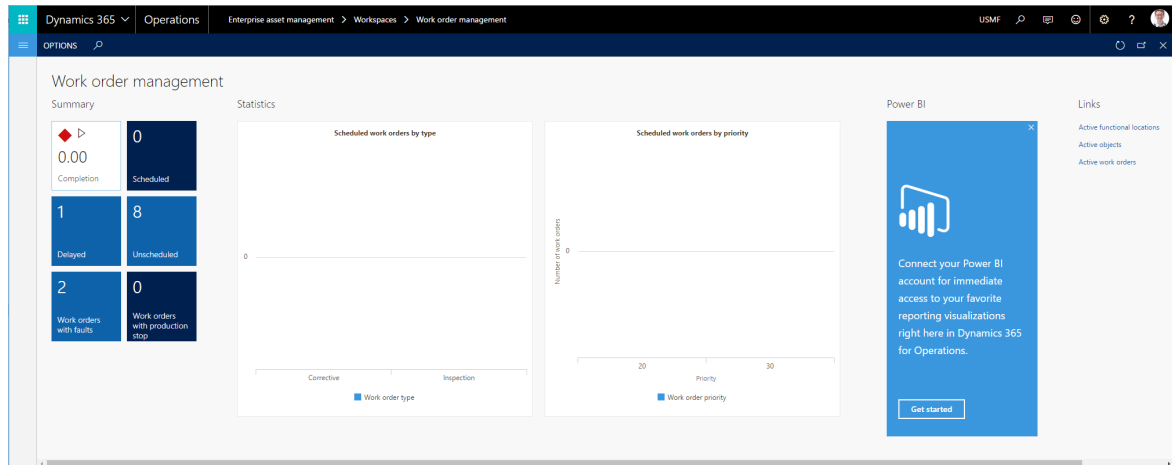 Dynamics 365
Operations
Enterprise asset management > Workspaces > Work order management
USMF
?
OPTIONS
Work order management
Summary
0.00
Completion
0
Scheduled
1
Delayed
8
Unscheduled
2
Work orders
with faults
0
Work orders
with production
stop
Statistics
Scheduled work orders by type
0
Corrective
Inspection
Work order type
Scheduled work orders by priority
Number of work orders
0
20
30
Priority
Work order priority
Power BI
Connect your Power BI
account for immediate
access to your favorite
reporting visualizations
right here in Dynamics 365
for Operations.
Get started
Links
Active functional locations
Active objects
Active work orders